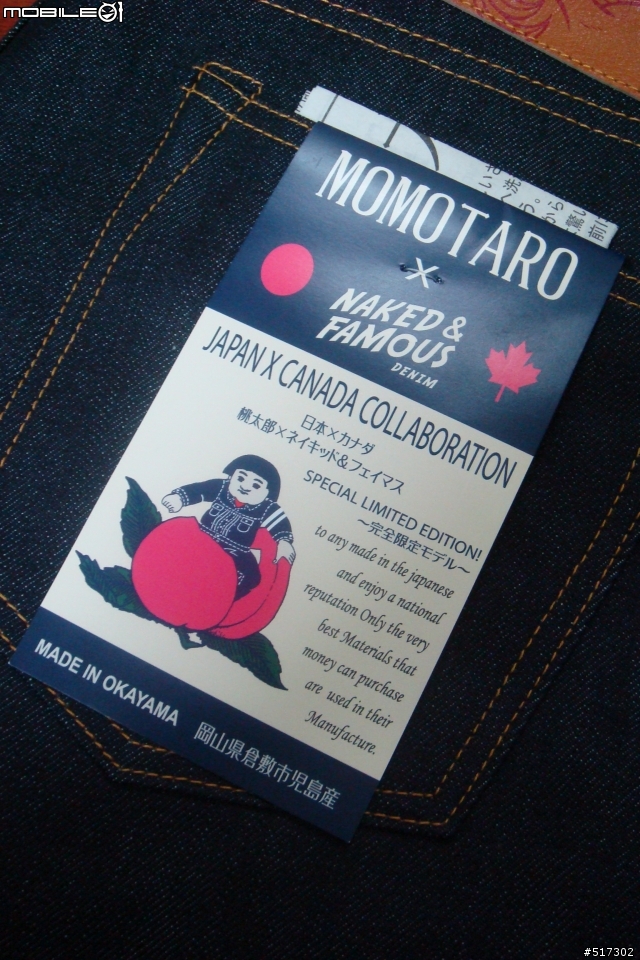 MOBILE01
MOMOTARO
×
NAKED &
FAMOUS
DENIM
JAPAN X CANADA COLLABORATION
日本×カナダ
桃太郎×ネイキッド&フェイマス
SPECIAL LIMITED EDITION!
～完全限定モデル～
to any made in the japanese
and enjoy a national
reputation Only the very
best Materials that
money can purchase
are used in their
Manufacture.
MADE IN OKAYAMA
岡山県倉敷市児島産
#517302